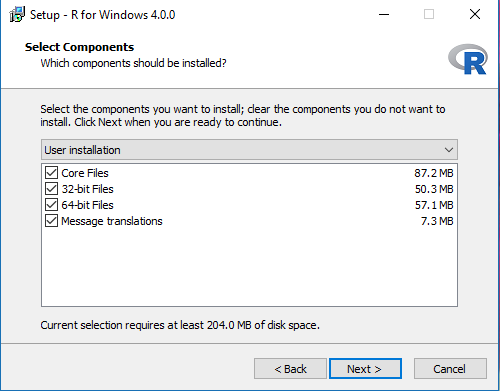 Setup - R for Windows 4.0.0
Select Components
Which components should be installed?
R
Select the components you want to install; clear the components you do not want to
install. Click Next when you are ready to continue.
User installation
Core Files 87.2 MB
32-bit Files 50.3 MB
64-bit Files 57.1 MB
Message translations 7.3 MB
Current selection requires at least 204.0 MB of disk space.
< Back Next > Cancel